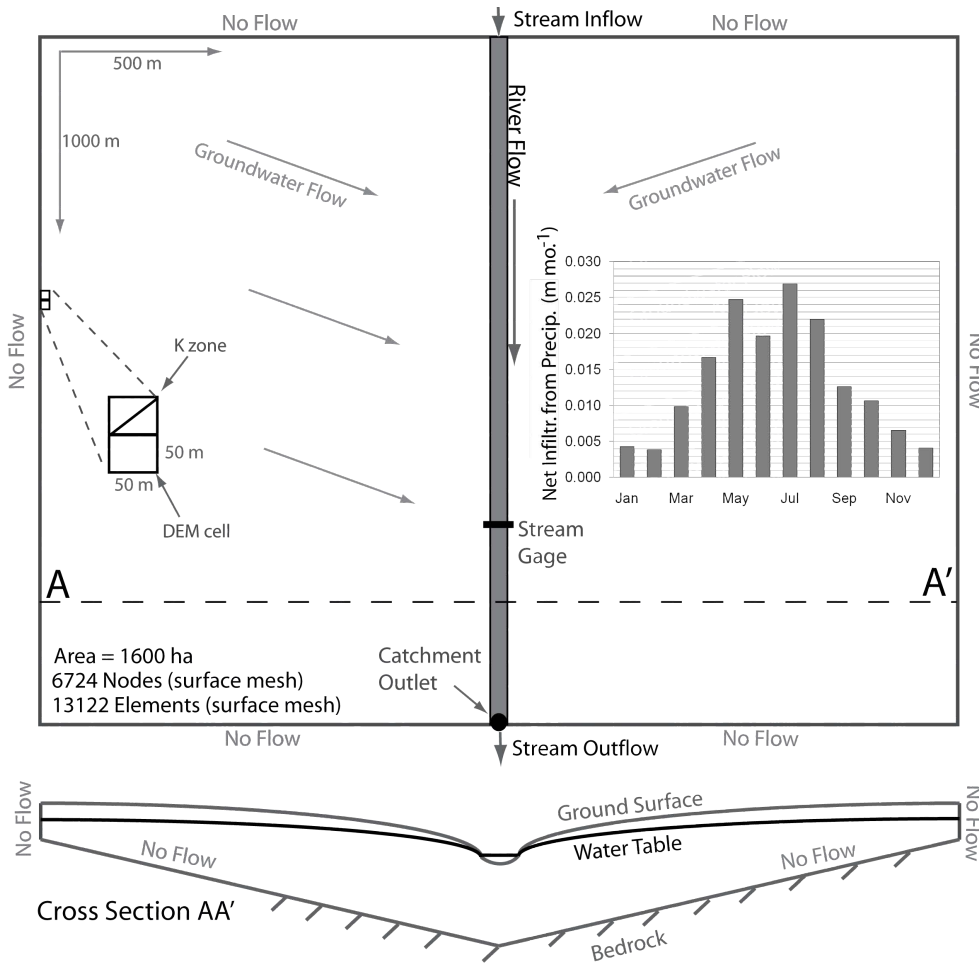 No Flow
Stream Inflow
No Flow
500 m
1000 m
River Flow
Groundwater Flow
Groundwater Flow
Net Infiltr. from Precip. (m mo.-1)
0.030
0.025
0.020
0.015
0.010
0.005
0.000
Jan Mar May Jul Sep Nov
No Flow
No Flow
K zone
50 m
50 m
DEM cell
Stream
Gage
A
A'
Area = 1600 ha
6724 Nodes (surface mesh)
13122 Elements (surface mesh)
Catchment
Outlet
No Flow
Stream Outflow
No Flow
No Flow
Ground Surface
No Flow
Water Table
No Flow
No Flow
Cross Section AA'
Bedrock